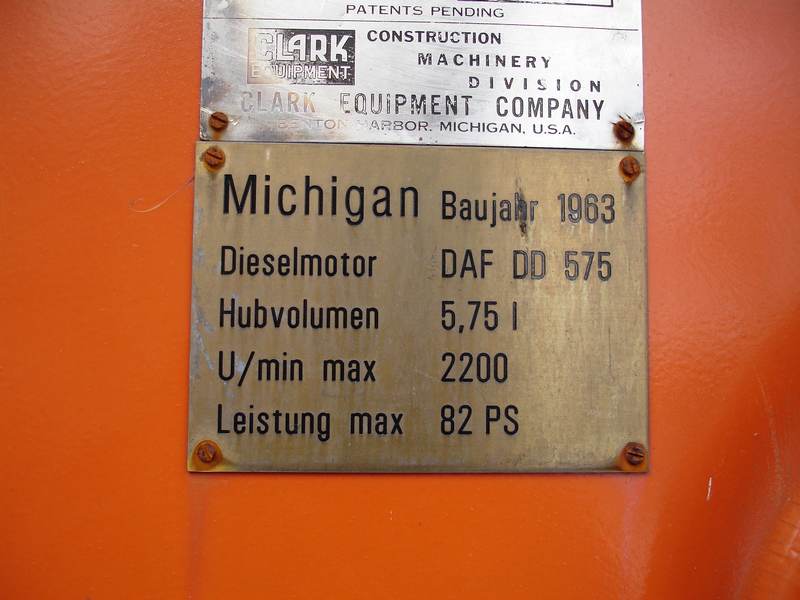 PATENTS PENDING
CLARK
EQUIPMENT
CONSTRUCTION
MACHINERY
DIVISION
CLARK EQUIPMENT COMPANY
BENTON HARBOR, MICHIGAN, U.S.A.
Michigan Baujahr 1963
Dieselmotor DAF DD 575
Hubvolumen 5,75 l
U/min max 2200
Leistung max 82 PS